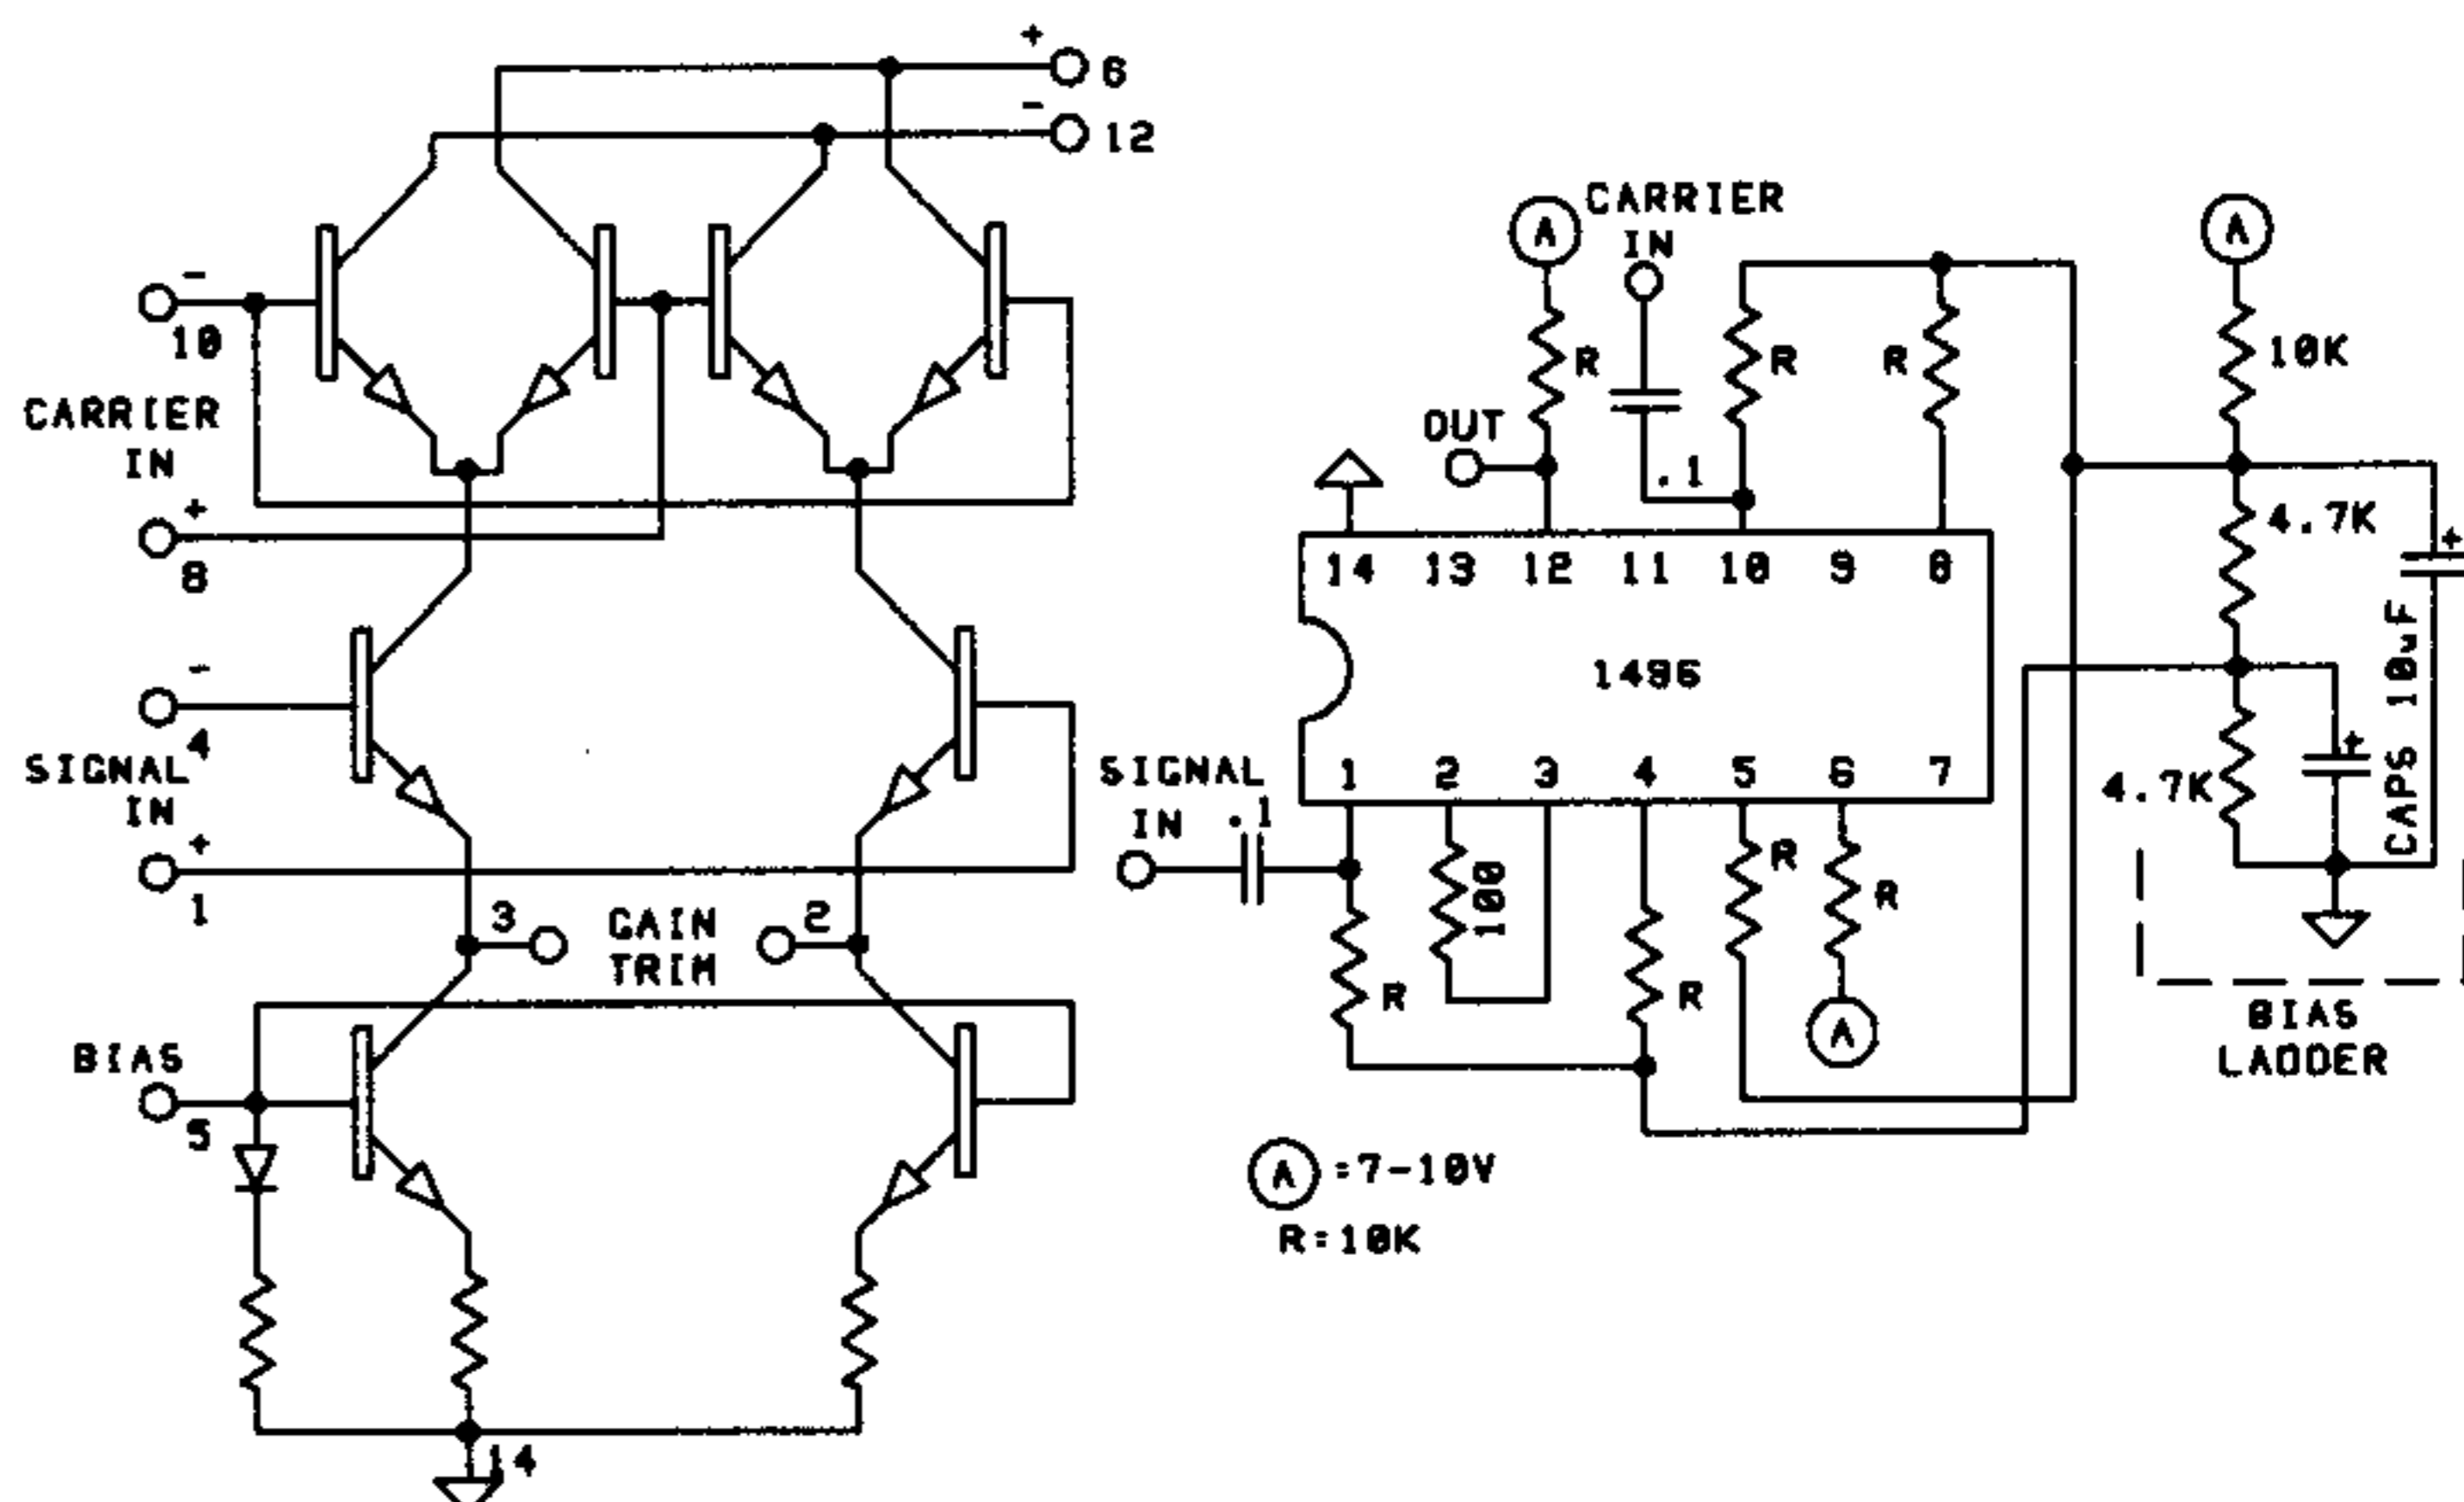 +
6
-
12
-
10
CARRIER
IN
+
8
-
4
SIGNAL
IN
+
1
3
GAIN
TRIM
2
BIAS
5
14
A
CARRIER
IN
A
R
R
R
10K
OUT
.1
4.7K
+
14 13 12 11 10 9 8
1496
1 2 3 4 5 6 7
SIGNAL
IN
.1
100
R
R
R
R
A
4.7K
+
CAPS 10uF
BIAS
LADDER
A =7-10V
R=10K